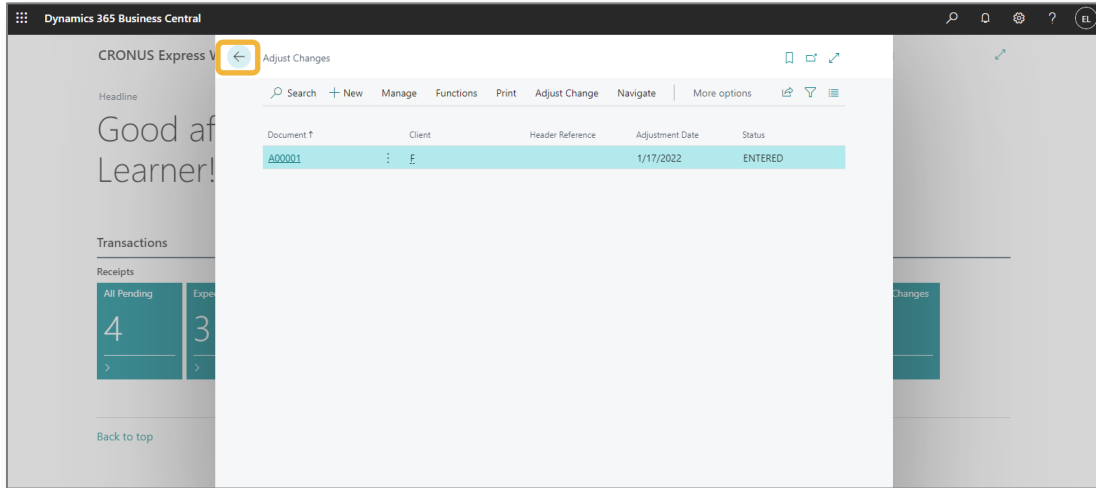 Dynamics 365 Business Central
EL
CRONUS Express
Adjust Changes
Search New Manage Functions Print Adjust Change Navigate More options
Headline
Good af
Learner!
Document ↑ Client Header Reference Adjustment Date Status
A00001 F 1/17/2022 ENTERED
Transactions
Receipts
All Pending Expe Changes
4 3
Back to top